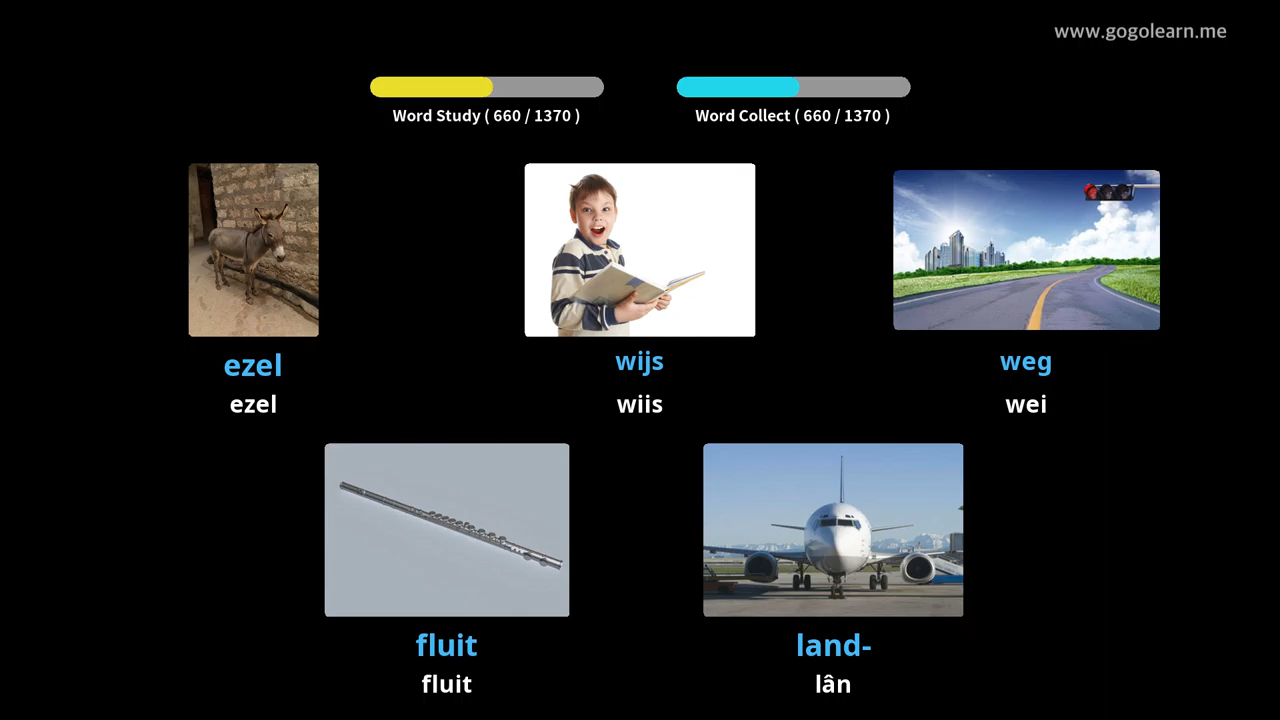 www.gogolearn.me
Word Study ( 660 / 1370 )
Word Collect ( 660 / 1370 )
ezel
ezel
wijs
wiis
weg
wei
fluit
fluit
land-
lân